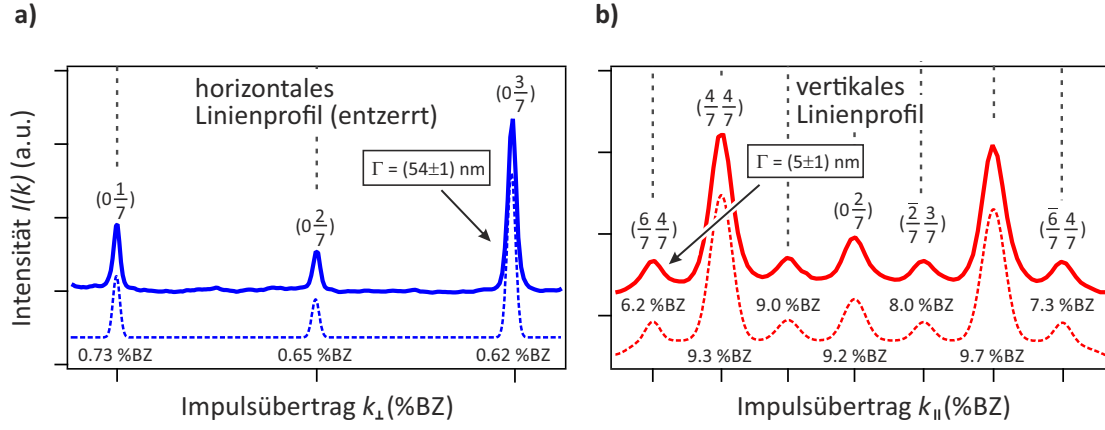 a)
horizontales
Linienprofil (entzerrt)
(0 1/7)
(0 2/7)
(0 3/7)
Γ = (54±1) nm
0.73 %BZ
0.65 %BZ
0.62 %BZ
Intensität I(k) (a.u.)
Impulsübertrag k⊥(%BZ)
b)
vertikales
Linienprofil
(6/7 4/7)
(4/7 4/7)
(0 2/7)
(2̅/7 3/7)
(6̅/7 4/7)
Γ = (5±1) nm
6.2 %BZ
9.0 %BZ
8.0 %BZ
7.3 %BZ
9.3 %BZ
9.2 %BZ
9.7 %BZ
Impulsübertrag k∥(%BZ)